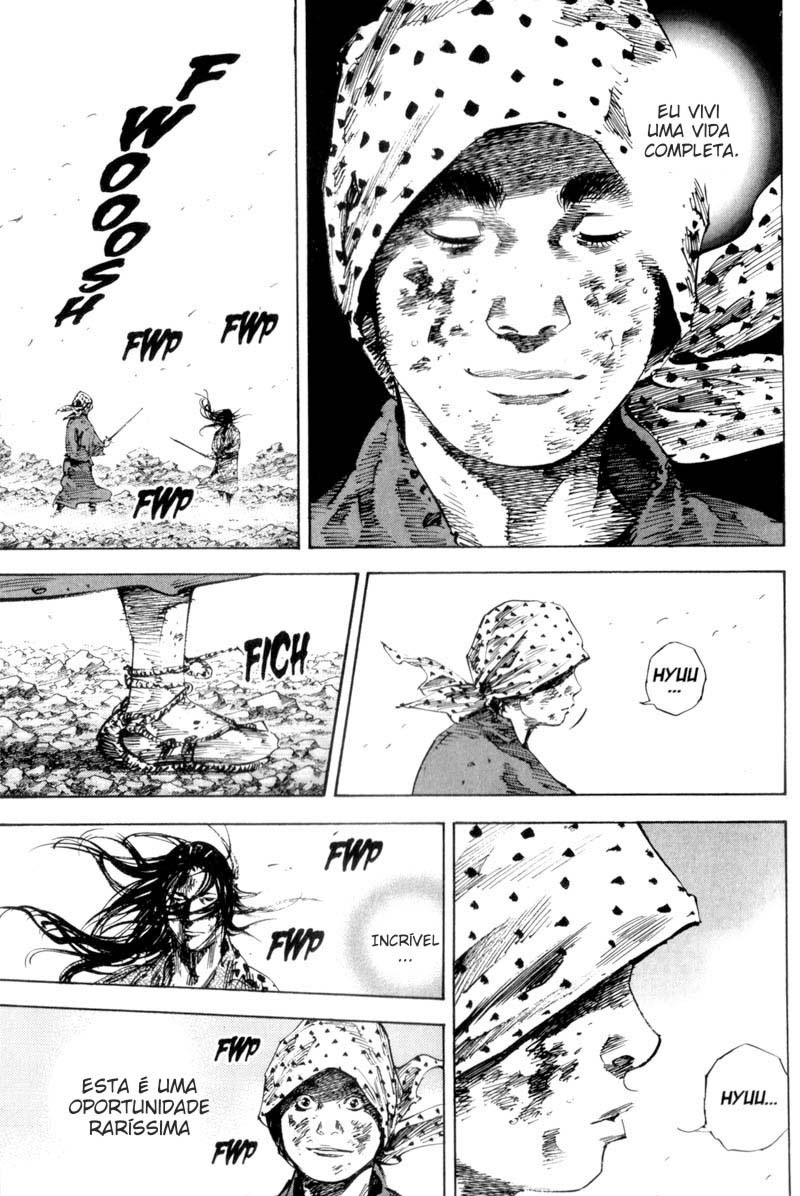 EU VIVI
UMA VIDA
COMPLETA.
FWOOOSH
FWP
FWP
FWP
HYUU
...
FICH
HYUU...
FWP
FWP
INCRÍVEL
...
FWP
ESTA É UMA
OPORTUNIDADE
RARÍSSIMA
FWP